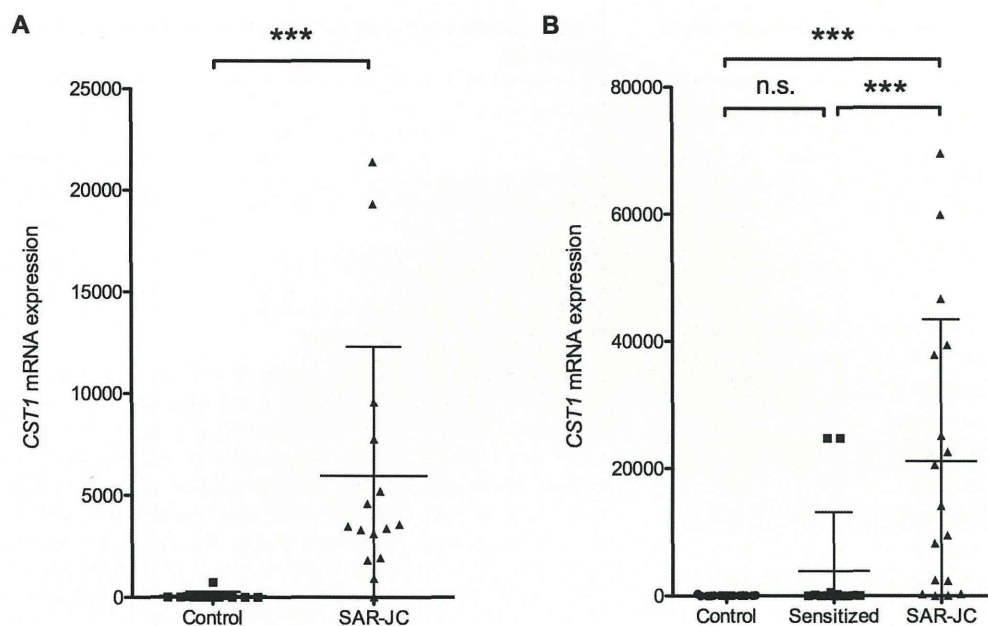 A
***
25000
20000
15000
10000
5000
0
CST1 mRNA expression
Control SAR-JC
B
***
n.s. ***
80000
60000
40000
20000
0
CST1 mRNA expression
Control Sensitized SAR-JC